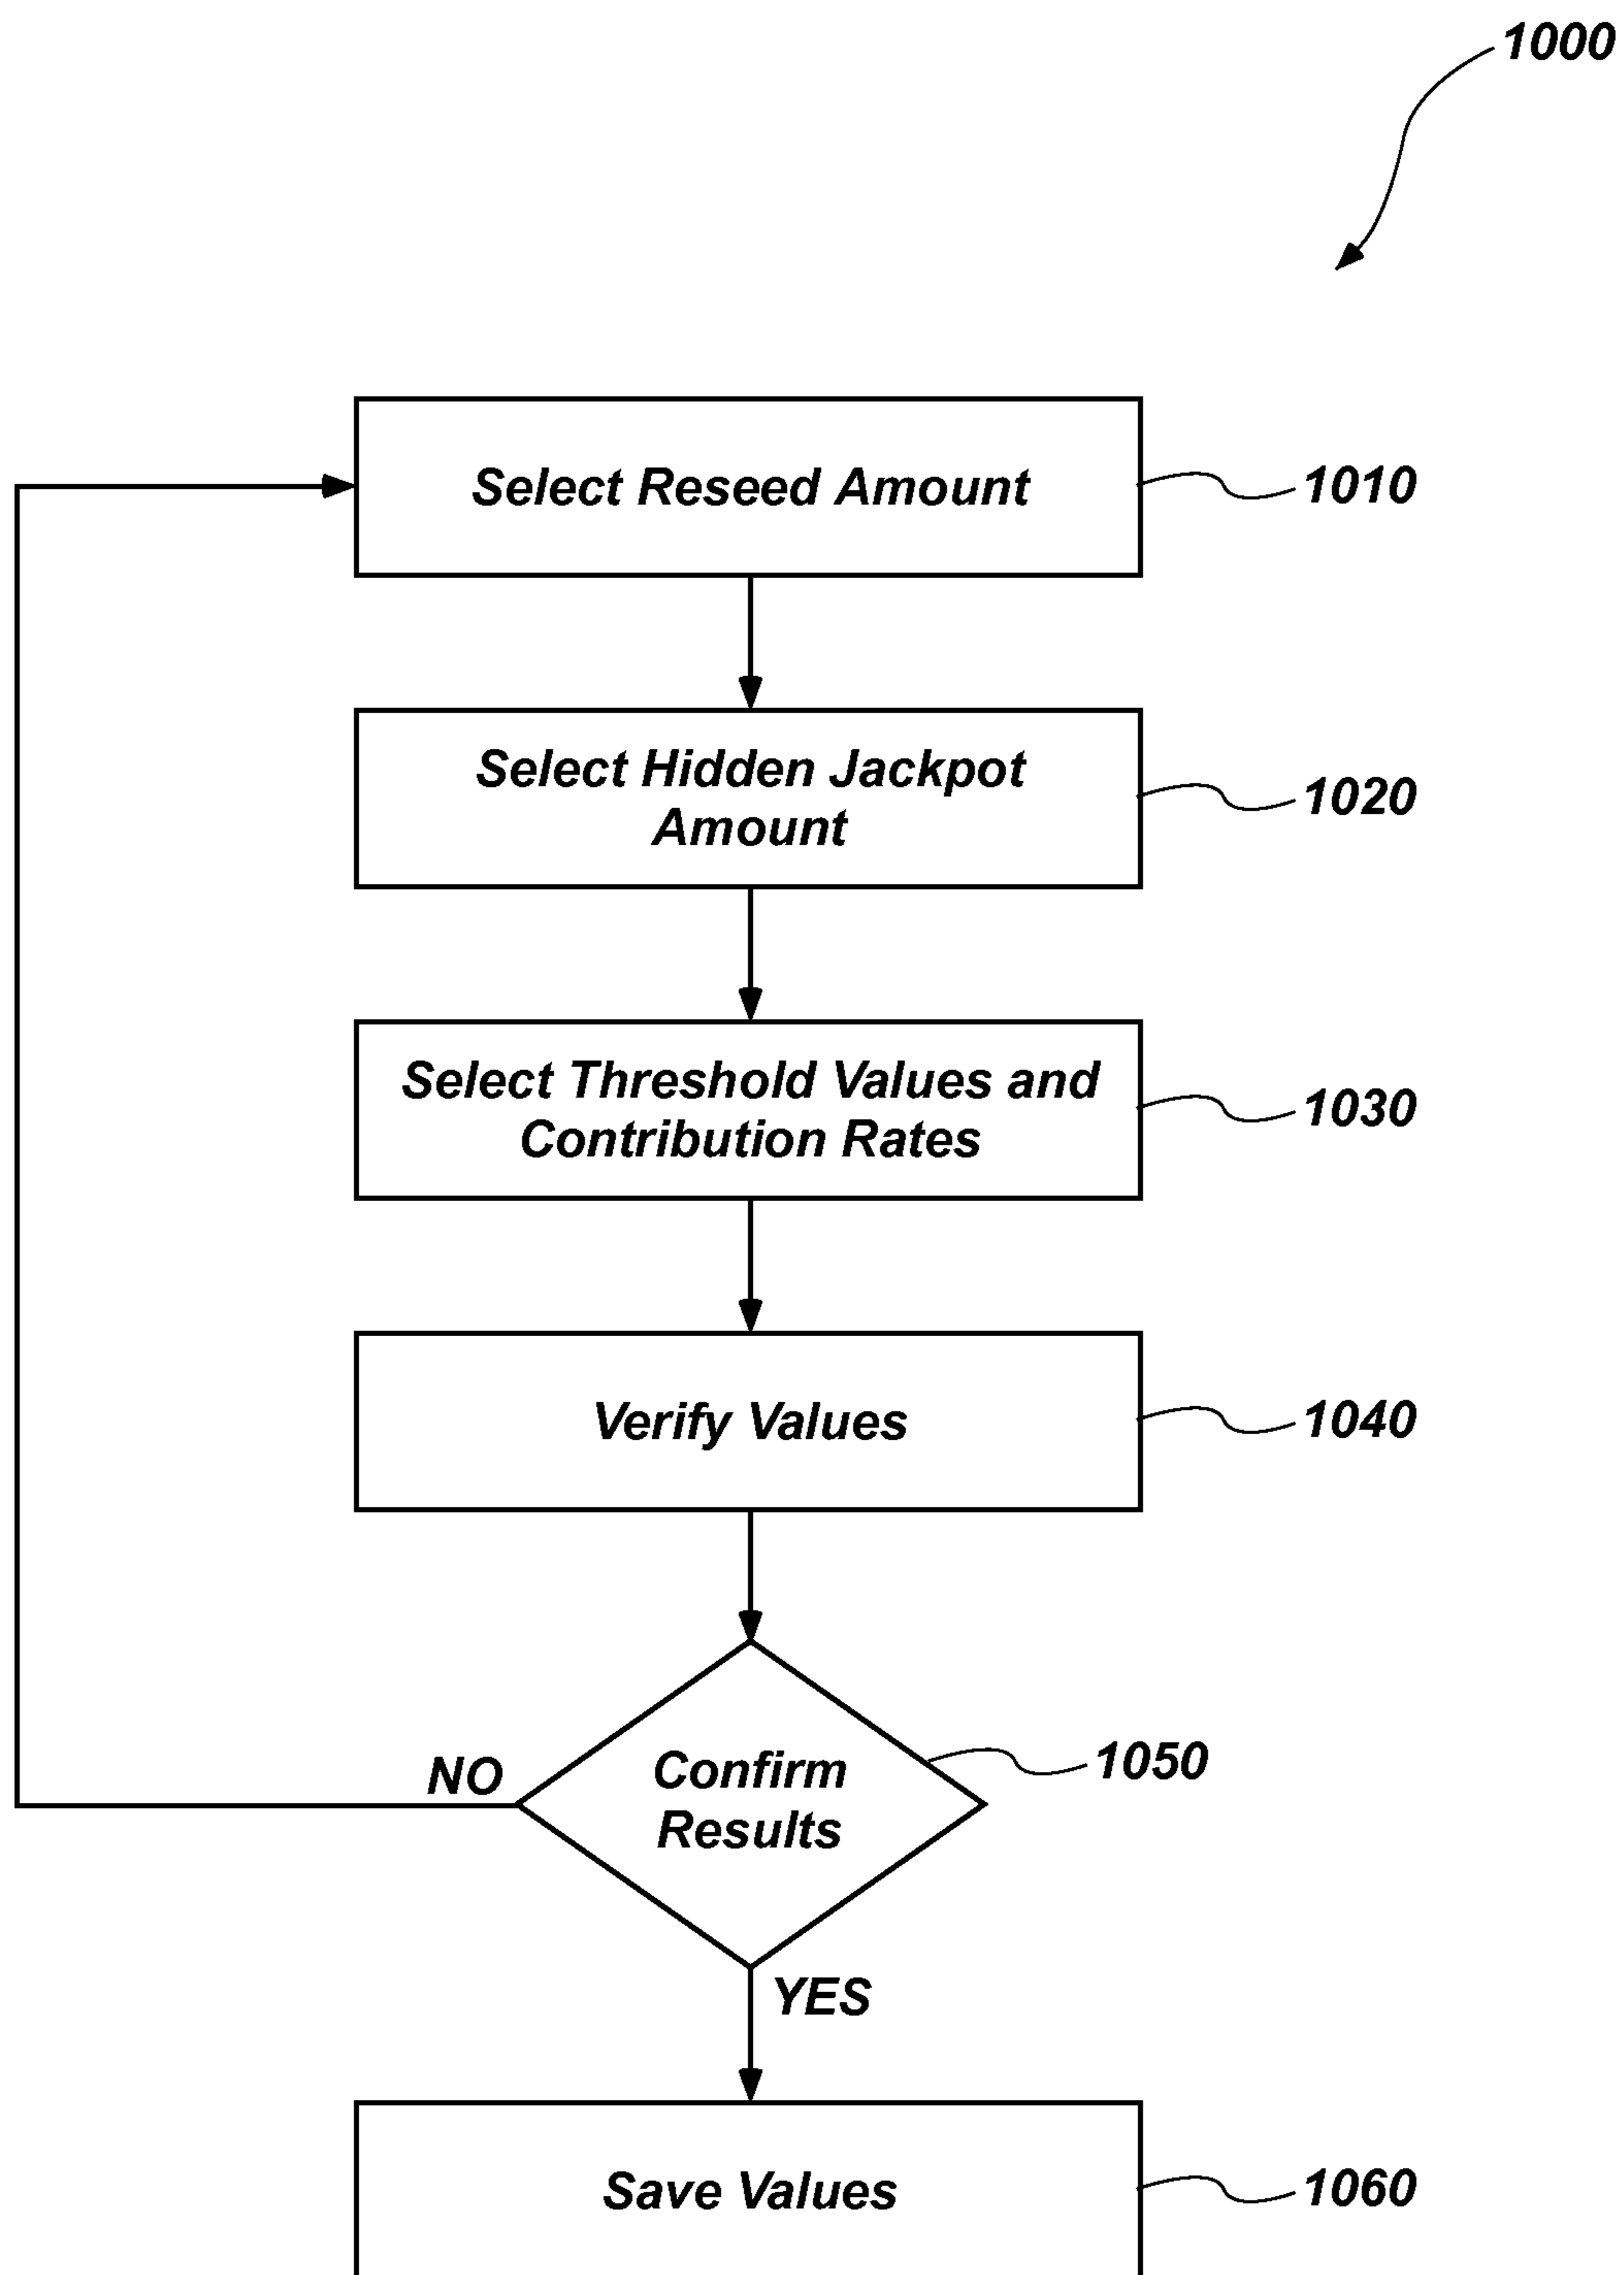 1000
Select Reseed Amount
1010
Select Hidden Jackpot
Amount
1020
Select Threshold Values and
Contribution Rates
1030
Verify Values
1040
Confirm
Results
1050
NO
YES
Save Values
1060